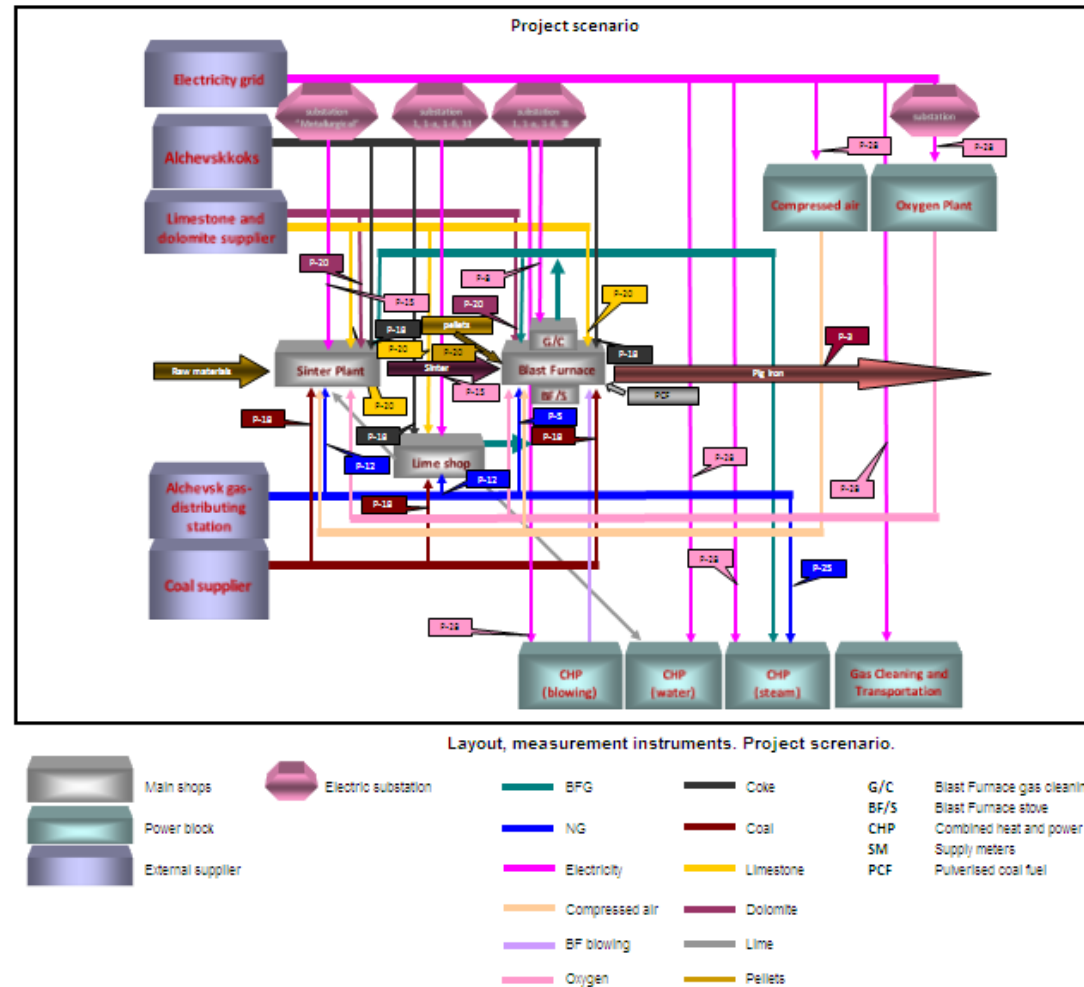 Project scenario
Electricity grid
substation
"Metallurgical"
substation
substation
substation
P-28
P-28
Alchevskkoks
Compressed air
Oxygen Plant
Limestone and
dolomite supplier
P-20
P-8
P-15
P-20
P-20
P-18
pellets
G/C
P-18
P-3
Raw materials
Sinter Plant
P-20
P-20
Sinter
Blast Furnace
Pig Iron
P-15
BF/S
PCF
P-20
P-18
P-5
P-18
P-18
Lime shop
P-12
P-12
P-28
P-28
Alchevsk gas-
distributing
station
P-18
Coal supplier
P-28
P-25
P-28
CHP
(blowing)
CHP
(water)
CHP
(steam)
Gas Cleaning and
Transportation
Layout, measurement instruments. Project screnario.
Main shops
Electric substation
BFG
Coke
G/C
Blast Furnace gas cleanin
BF/S
Blast Furnace stove
Power block
NG
Coal
CHP
Combined heat and power
SM
Supply meters
External supplier
Electricity
Limestone
PCF
Pulverised coal fuel
Compressed air
Dolomite
BF blowing
Lime
Oxygen
Pellets